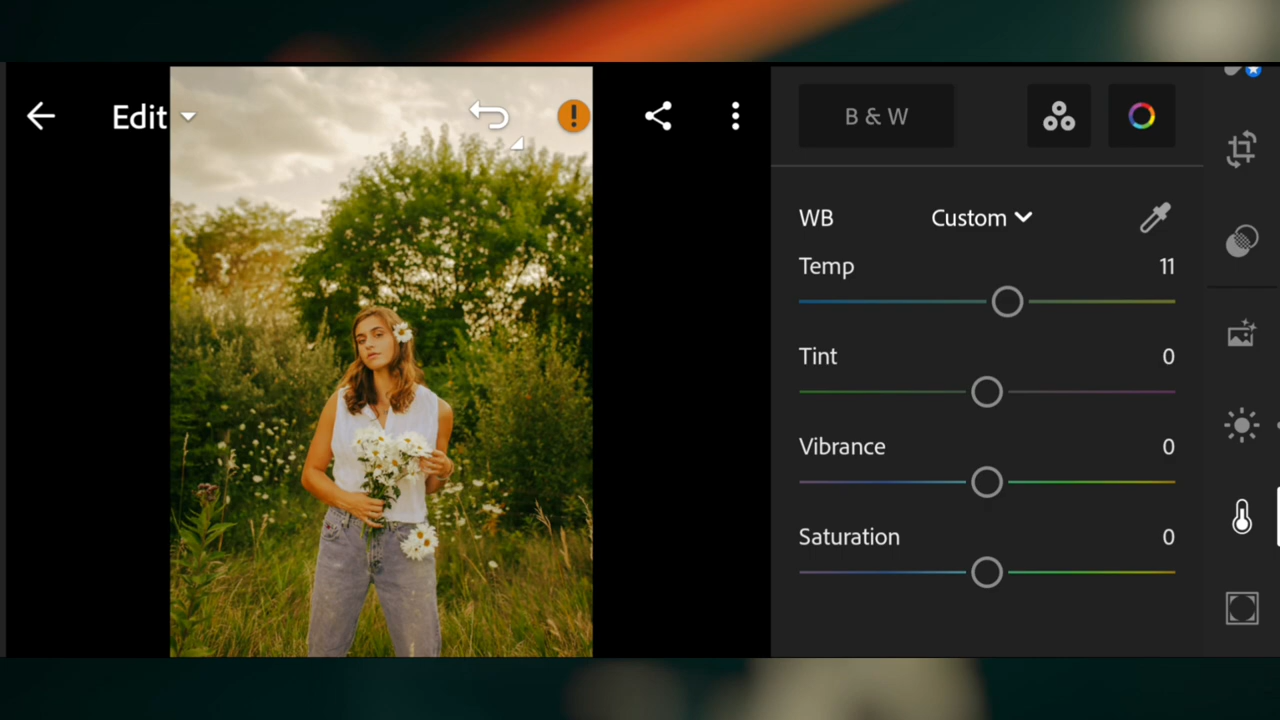 Edit
B & W
WB Custom
Temp 11
Tint 0
Vibrance 0
Saturation 0